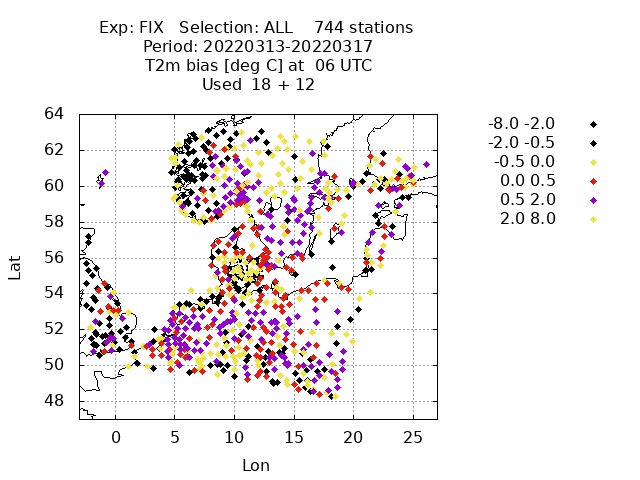 Exp: FIX   Selection: ALL    744 stations
Period: 20220313-20220317
T2m bias [deg C] at  06 UTC
Used  18 + 12
64
62
60
58
56
54
52
50
48
Lat
0 5 10 15 20 25
Lon
-8.0 -2.0
-2.0 -0.5
-0.5 0.0
0.0 0.5
0.5 2.0
2.0 8.0